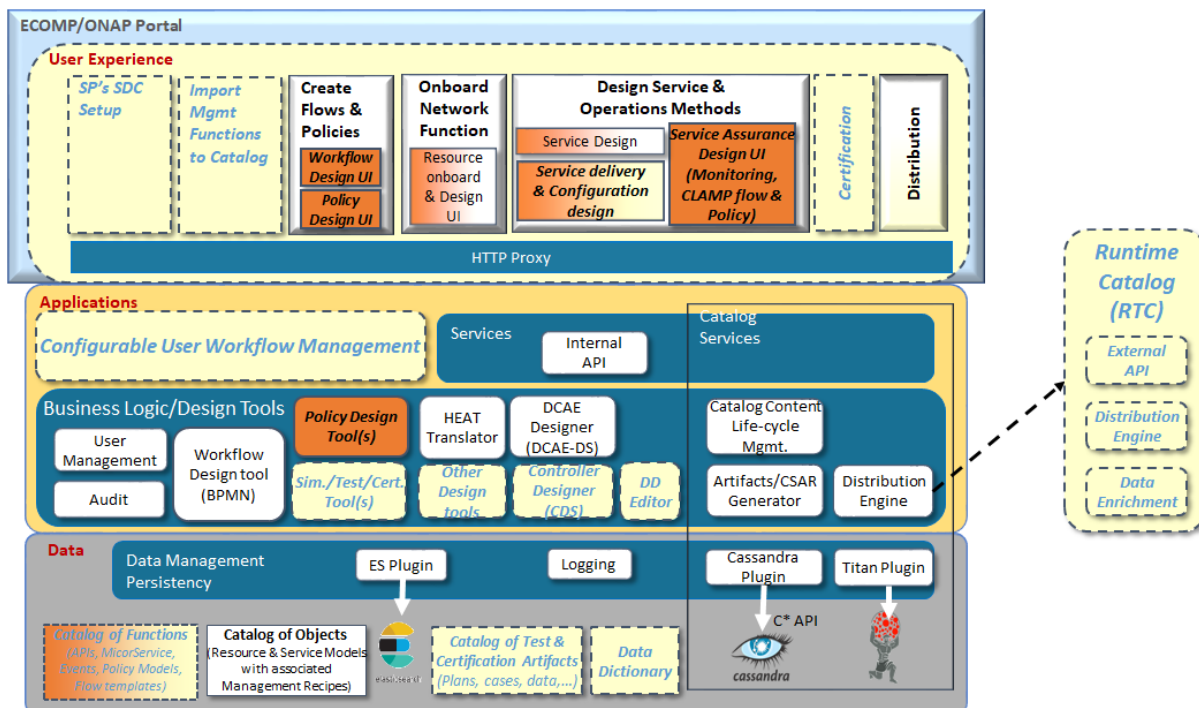 ECOMP/ONAP Portal
User Experience
SP's SDC
Setup
Import
Mgmt
Functions
to Catalog
Create
Flows &
Policies
Workflow
Design UI
Policy
Design UI
Onboard
Network
Function
Resource
onboard
& Design
UI
Design Service &
Operations Methods
Service Design
Service delivery
& Configuration
design
Service Assurance
Design UI
(Monitoring,
CLAMP flow &
Policy)
Certification
Distribution
HTTP Proxy
Applications
Configurable User Workflow Management
Services
Internal
API
Catalog
Services
Business Logic/Design Tools
User
Management
Audit
Workflow
Design tool
(BPMN)
Policy Design
Tool(s)
Sim./Test/Cert.
Tool(s)
HEAT
Translator
Other
Design
tools
DCAE
Designer
(DCAE-DS)
Controller
Designer
(CDS)
DD
Editor
Catalog Content
Life-cycle
Mgmt.
Artifacts/CSAR
Generator
Distribution
Engine
Runtime
Catalog
(RTC)
External
API
Distribution
Engine
Data
Enrichment
Data
Data Management
Persistency
ES Plugin
Logging
Cassandra
Plugin
Titan Plugin
Catalog of Functions
(APIs, MicorService,
Events, Policy Models,
Flow templates)
Catalog of Objects
(Resource & Service Models
with associated
Management Recipes)
elasticsearch
Catalog of Test &
Certification Artifacts
(Plans, cases, data,...)
Data
Dictionary
C* API
cassandra